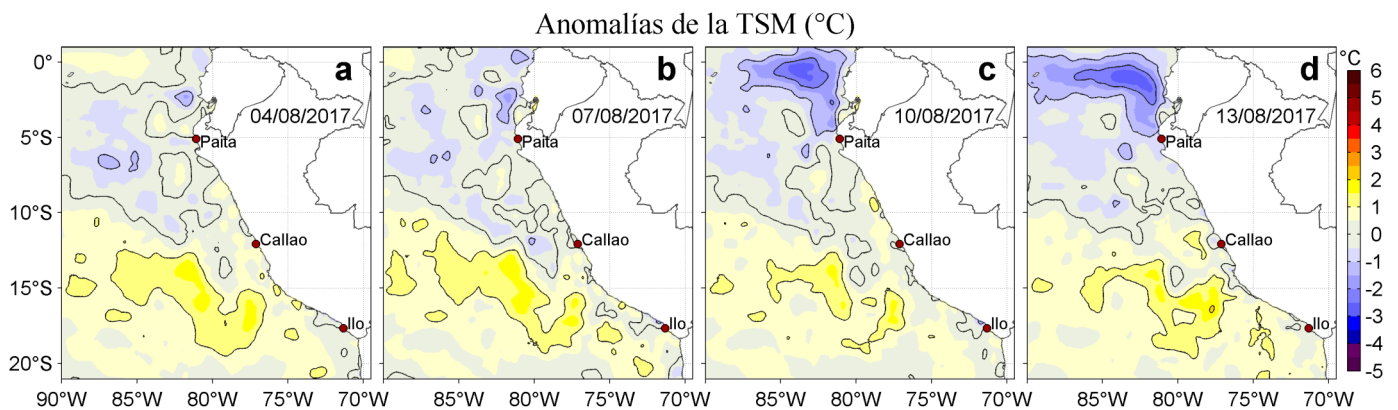 Anomalías de la TSM (°C)
a
04/08/2017
Paita
Callao
Ilo
b
07/08/2017
Paita
Callao
Ilo
c
10/08/2017
Paita
Callao
Ilo
d
13/08/2017
Paita
Callao
Ilo
0°
5°S
10°S
15°S
20°S
90°W 85°W 80°W 75°W 70°W
85°W 80°W 75°W 70°W
85°W 80°W 75°W 70°W
85°W 80°W 75°W 70°W
°C
6
5
4
3
2
1
0
-1
-2
-3
-4
-5